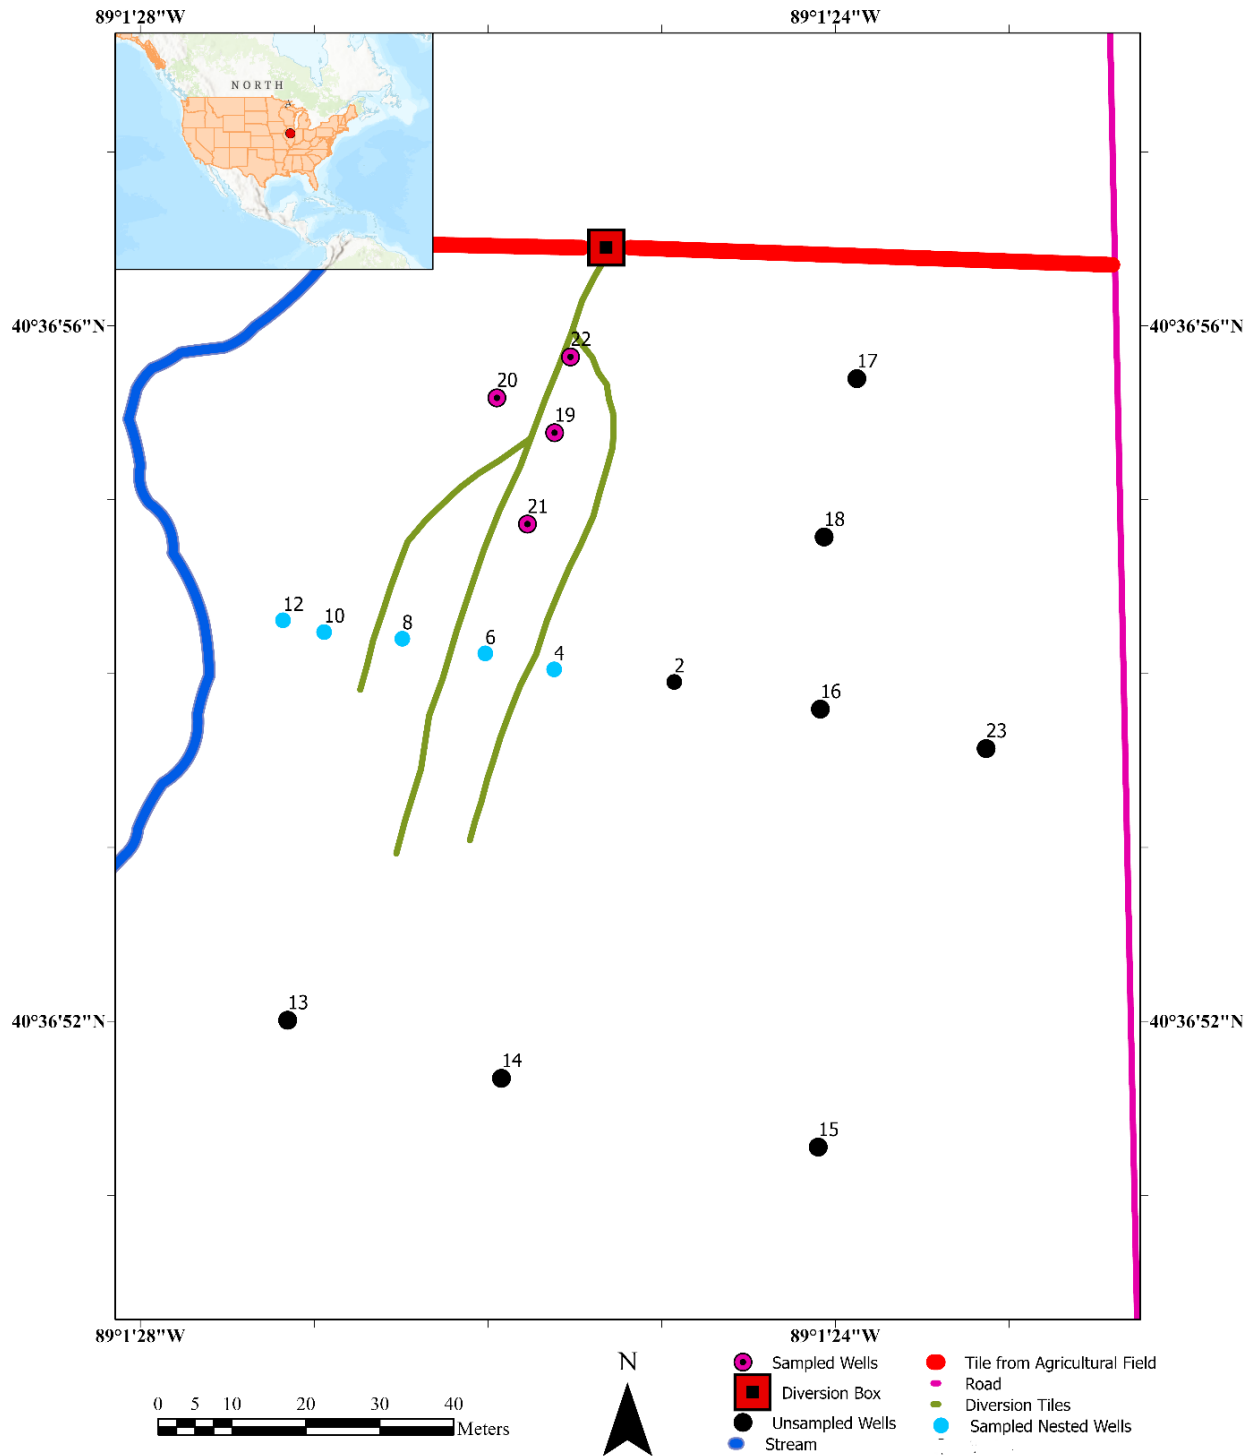 89°1'28"W 89°1'24"W
NORTH
A
40°36'56"N 40°36'56"N
22
17
20
19
21
18
12
10
8
6
4
2
16
23
40°36'52"N 40°36'52"N
13
14
15
89°1'28"W 89°1'24"W
N
0 5 10 20 30 40
Meters
Sampled Wells
Diversion Box
Unsampled Wells
Stream
Tile from Agricultural Field
Road
Diversion Tiles
Sampled Nested Wells